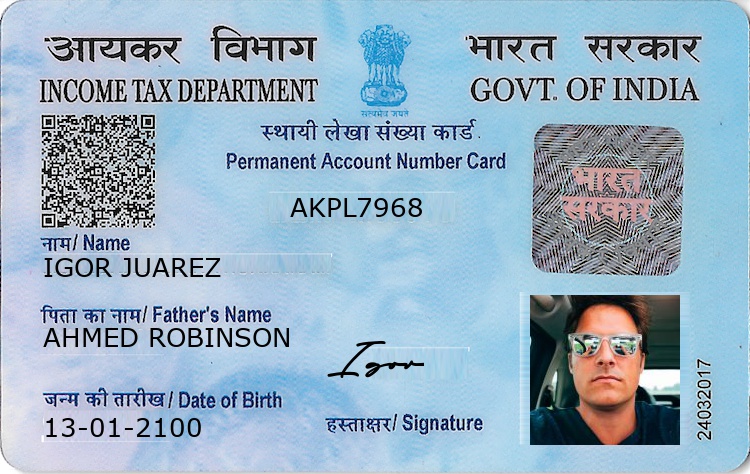 आयकर विभाग
INCOME TAX DEPARTMENT
सत्यमेव जयते
भारत सरकार
GOVT. OF INDIA
स्थायी लेखा संख्या कार्ड
Permanent Account Number Card
AKPL7968
भारत
सरकार
नाम/ Name
IGOR JUAREZ
पिता का नाम/ Father's Name
AHMED ROBINSON
जन्म की तारीख / Date of Birth
13-01-2100
Igor
हस्ताक्षर/ Signature
24032017